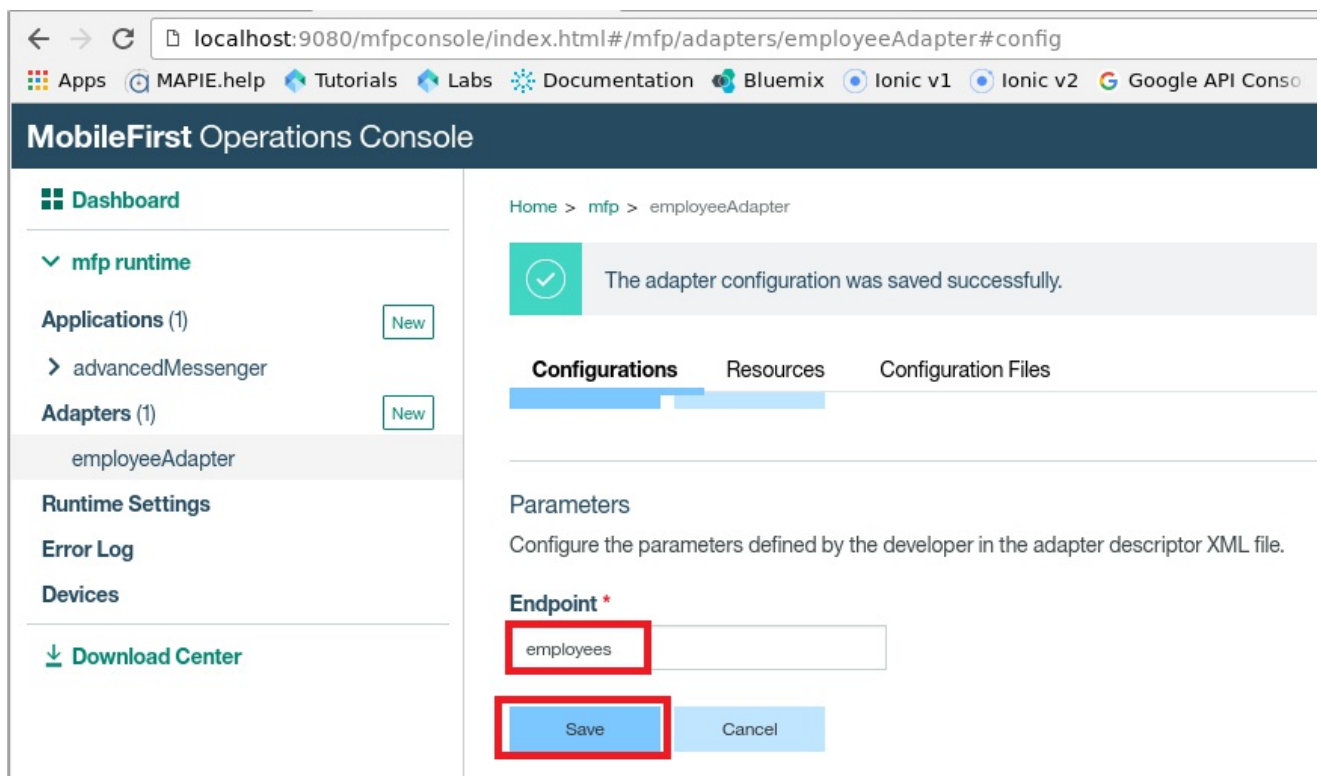 localhost:9080/mfpconsole/index.html#/mfp/adapters/employeeAdapter#config
Apps MAPIE.help Tutorials Labs Documentation Bluemix Ionic v1 Ionic v2 Google API Conso
MobileFirst Operations Console
Dashboard
mfp runtime
Applications (1) New
advancedMessenger
Adapters (1) New
employeeAdapter
Runtime Settings
Error Log
Devices
Download Center
Home > mfp > employeeAdapter
The adapter configuration was saved successfully.
Configurations Resources Configuration Files
Parameters
Configure the parameters defined by the developer in the adapter descriptor XML file.
Endpoint *
employees
Save Cancel